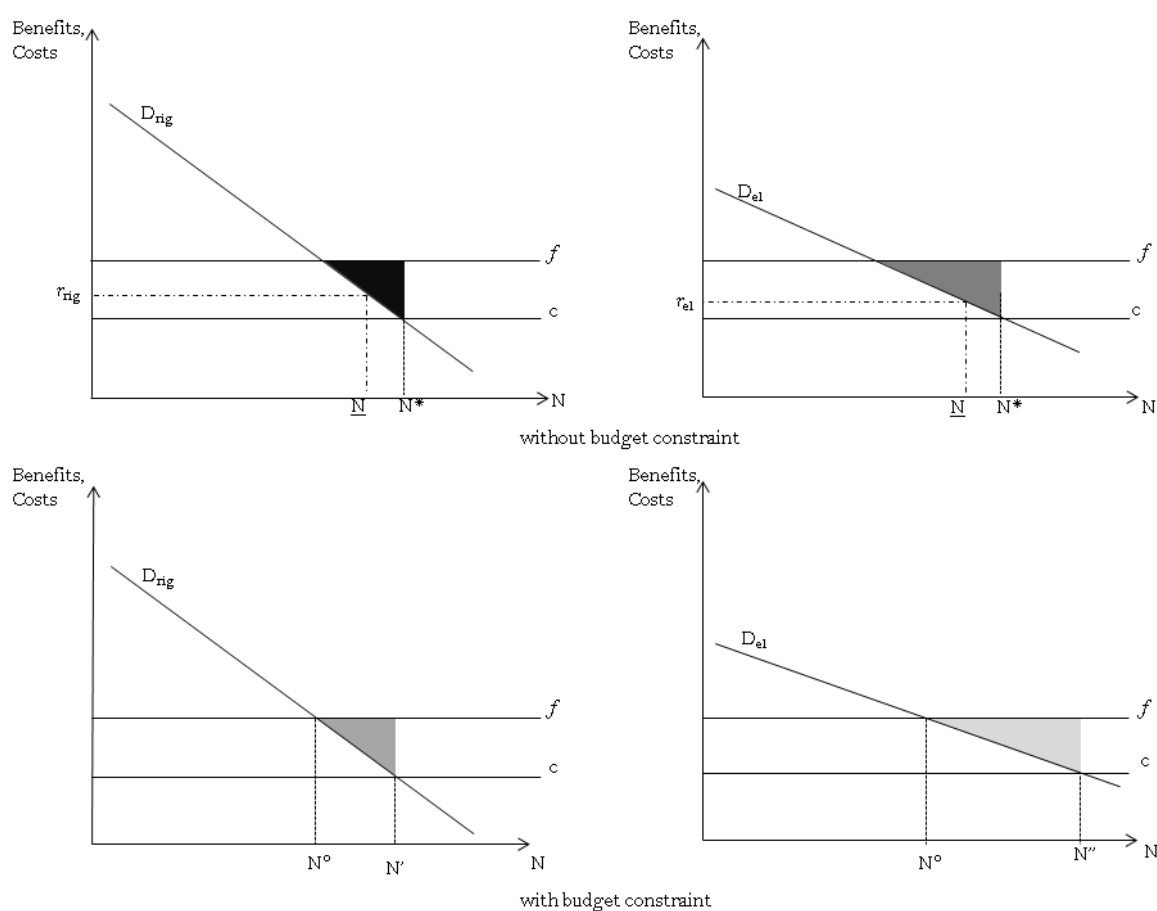 Benefits,
Costs
D_rig
f
r_rig
c
N
N*
N
Benefits,
Costs
D_el
f
r_el
c
N
N*
N
without budget constraint
Benefits,
Costs
D_rig
f
c
N°
N'
N
Benefits,
Costs
D_el
f
c
N°
N''
N
with budget constraint